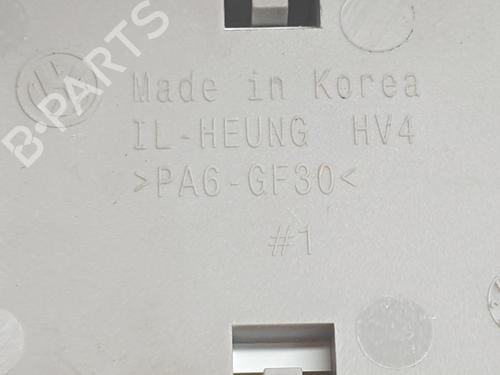 Made in Korea
IL-HEUNG HV4
>PA6-GF30<
#1
B-PARTS